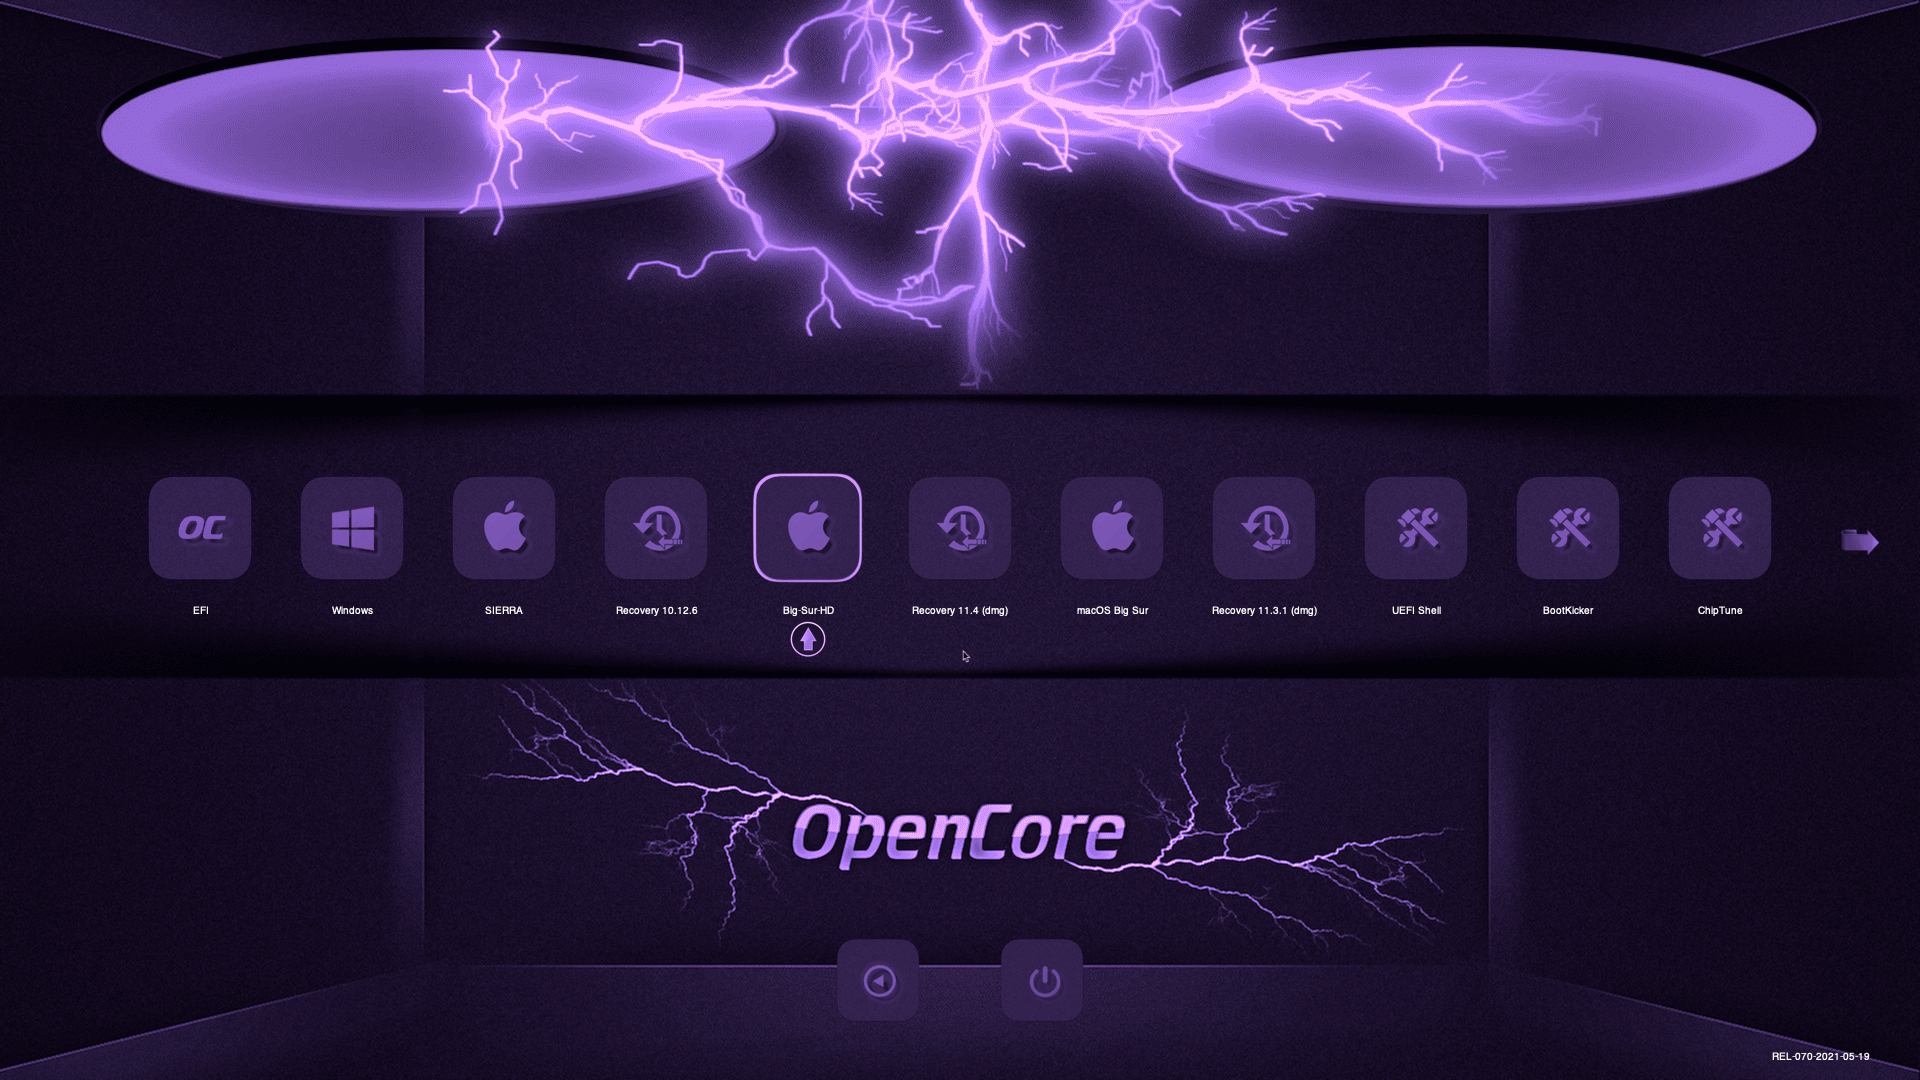 OC
EFI
Windows
SIERRA
Recovery 10.12.6
Big-Sur-HD
Recovery 11.4 (dmg)
macOS Big Sur
Recovery 11.3.1 (dmg)
UEFI Shell
BootKicker
ChipTune
OpenCore
REL-070-2021-05-19